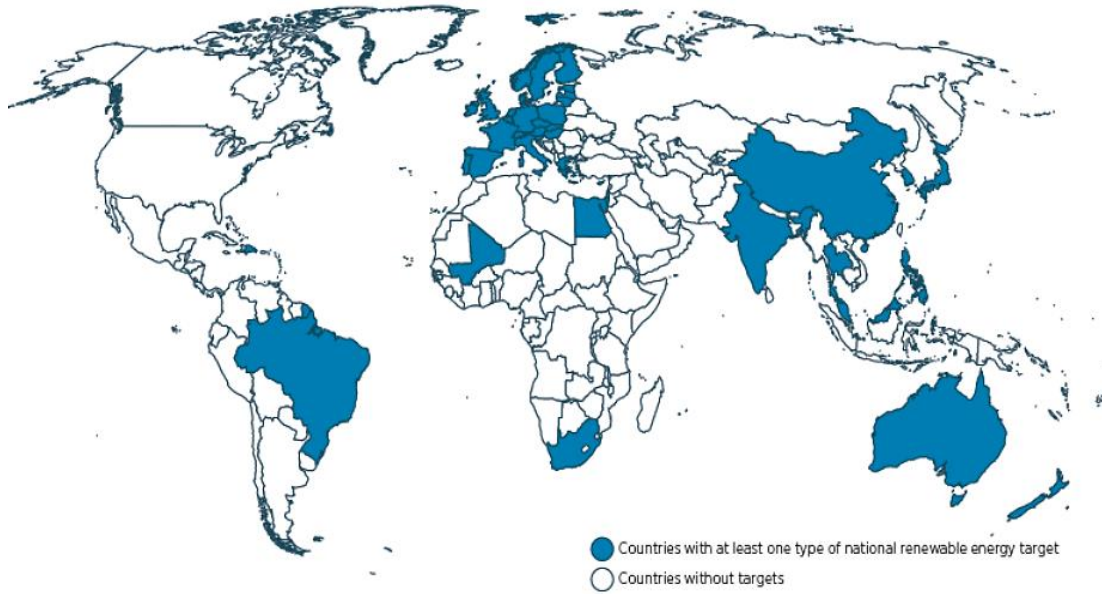 Countries with at least one type of national renewable energy target
Countries without targets